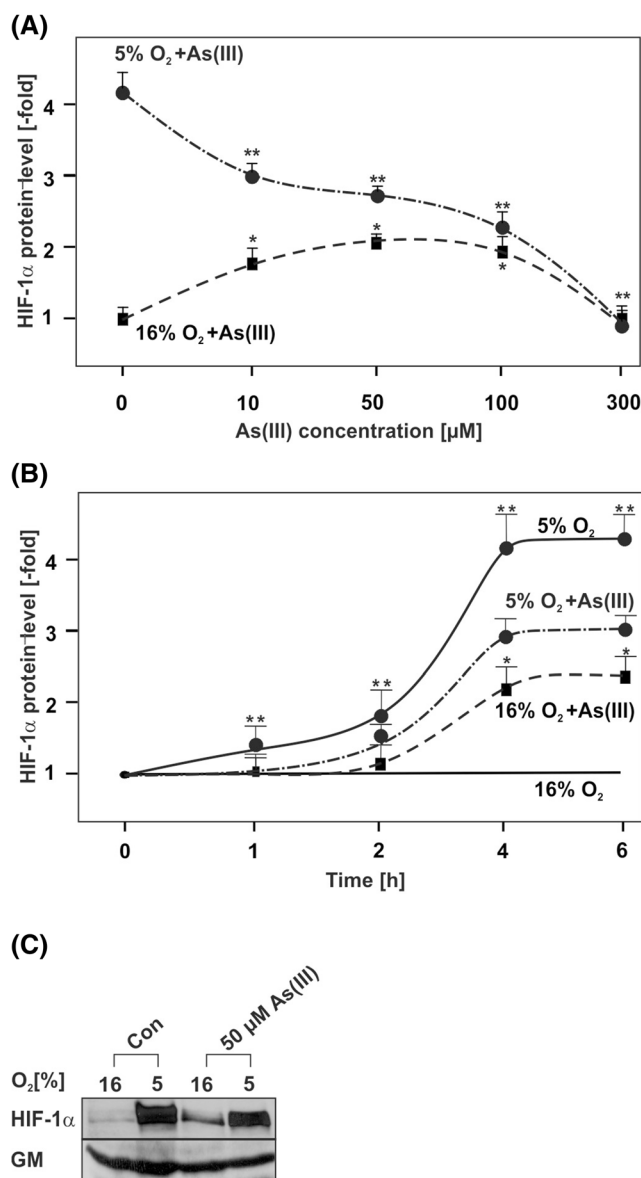 (A)
5% O₂+As(III)
HIF-1α protein-level [-fold]
4
3
2
1
** ** ** **
* * *
16% O₂+As(III)
0 10 50 100 300
As(III) concentration [µM]
(B)
HIF-1α protein-level [-fold]
4
3
2
1
** ** ** **
5% O₂
5% O₂+As(III)
* *
16% O₂+As(III)
16% O₂
0 1 2 4 6
Time [h]
(C)
Con
50 µM As(III)
O₂[%] 16 5 16 5
HIF-1α
GM